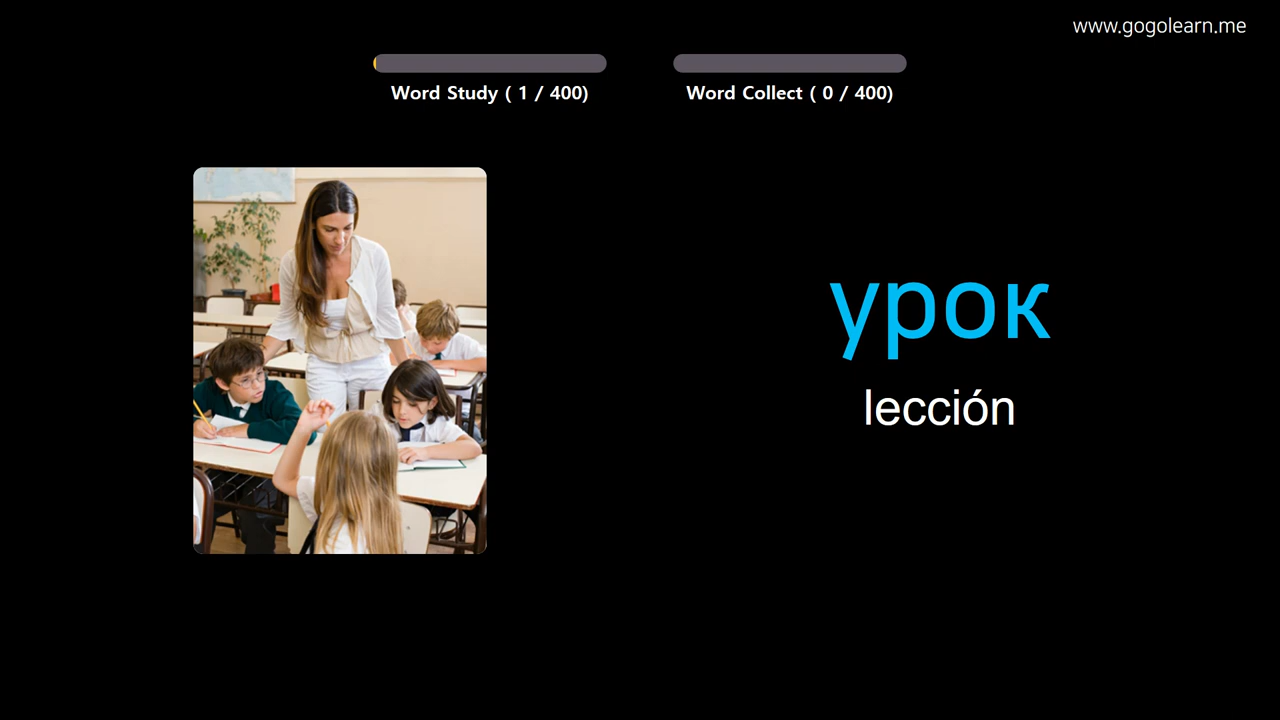 www.gogolearn.me
Word Study ( 1 / 400)
Word Collect ( 0 / 400)
урок
lección